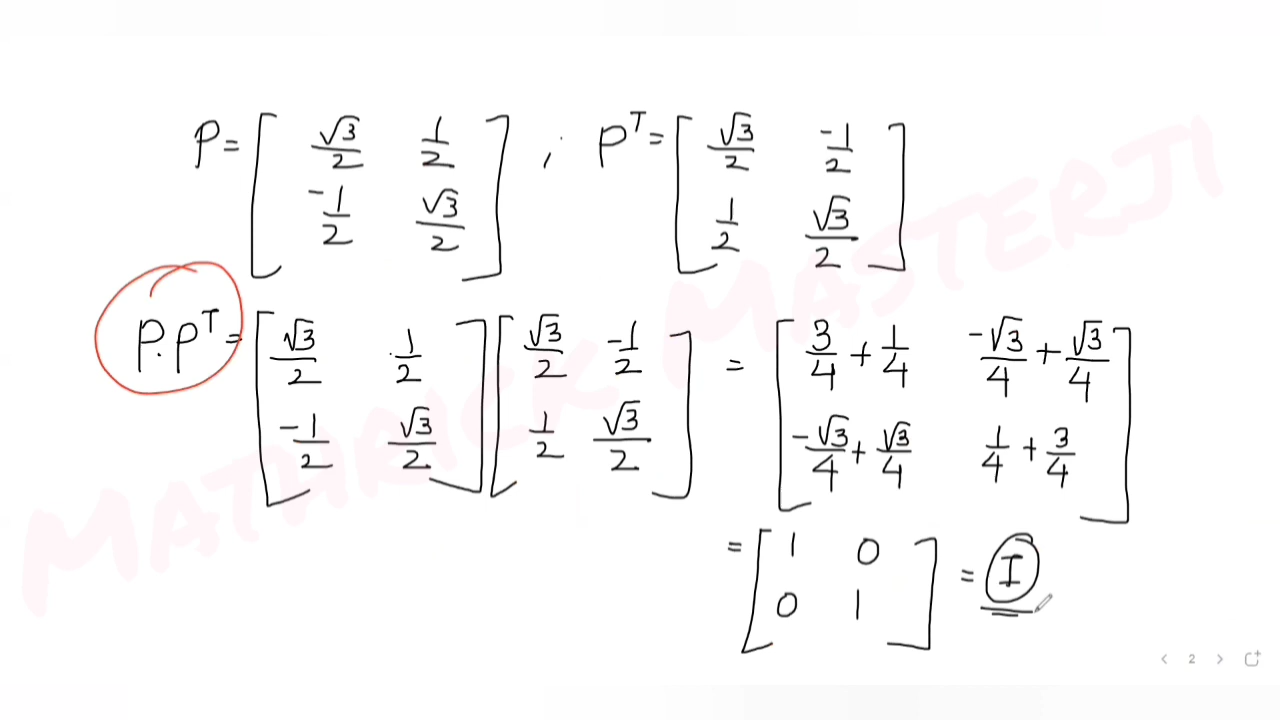 P = [ √3/2 1/2 ; P^T = [ √3/2 -1/2
-1/2 √3/2 ] 1/2 √3/2 ]
P.P^T = [ √3/2 1/2 [ √3/2 -1/2 = [ 3/4 + 1/4 -√3/4 + √3/4
-1/2 √3/2 ] 1/2 √3/2 ] -√3/4 + √3/4 1/4 + 3/4 ]
= [ 1 0 = I
0 1 ]
MATHRICK MASTERJI
< 2 >